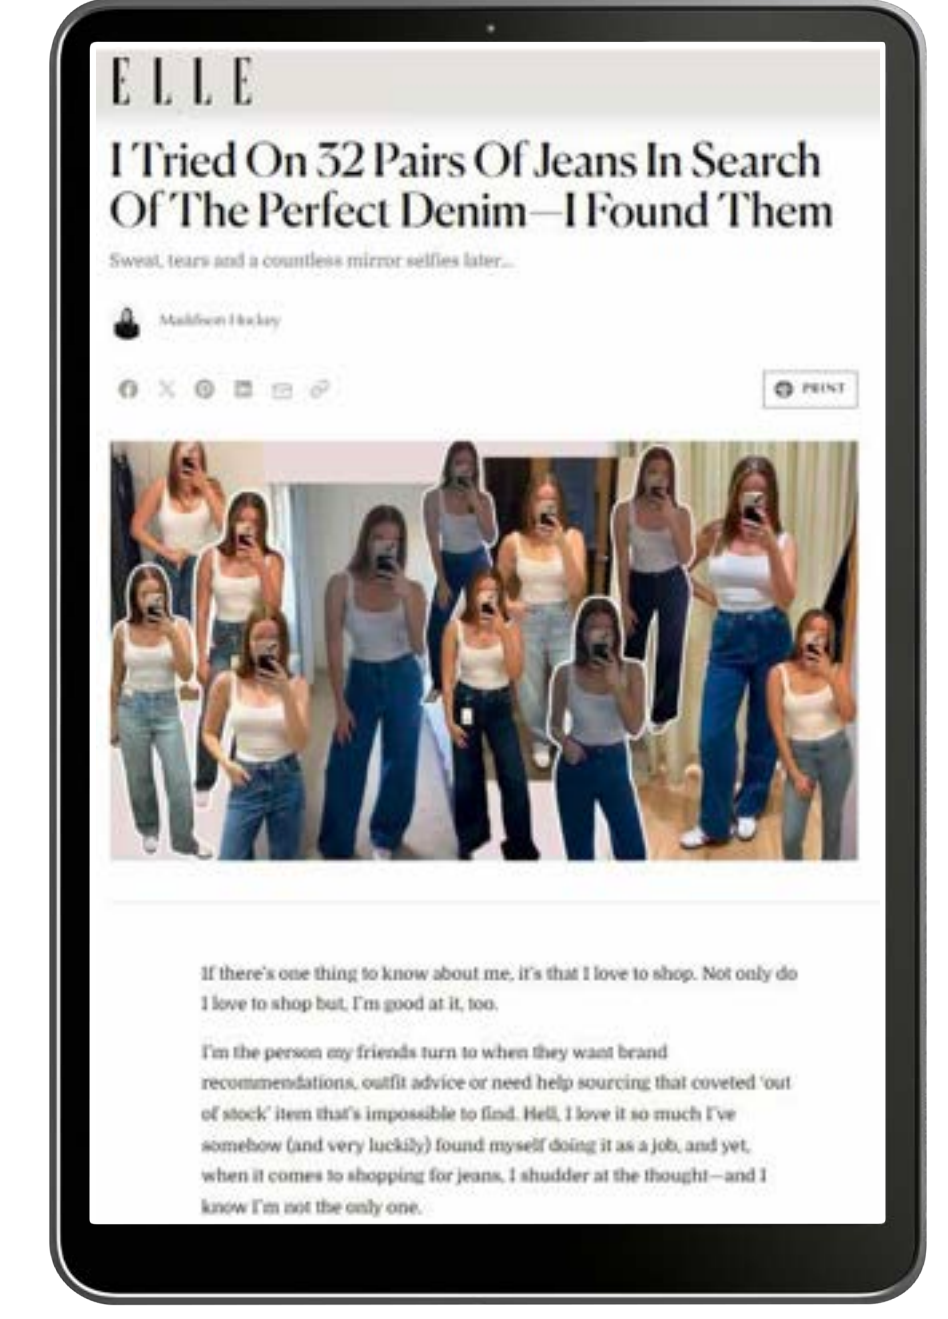 ELLE
I Tried On 32 Pairs Of Jeans In Search
Of The Perfect Denim—I Found Them
Sweat, tears and a countless mirror selfies later...
Maddison Hockey
PRINT
If there's one thing to know about me, it's that I love to shop. Not only do
I love to shop but, I'm good at it, too.
I'm the person my friends turn to when they want brand
recommendations, outfit advice or need help sourcing that coveted 'out
of stock' item that's impossible to find. Hell, I love it so much I've
somehow (and very luckily) found myself doing it as a job, and yet,
when it comes to shopping for jeans, I shudder at the thought—and I
know I'm not the only one.